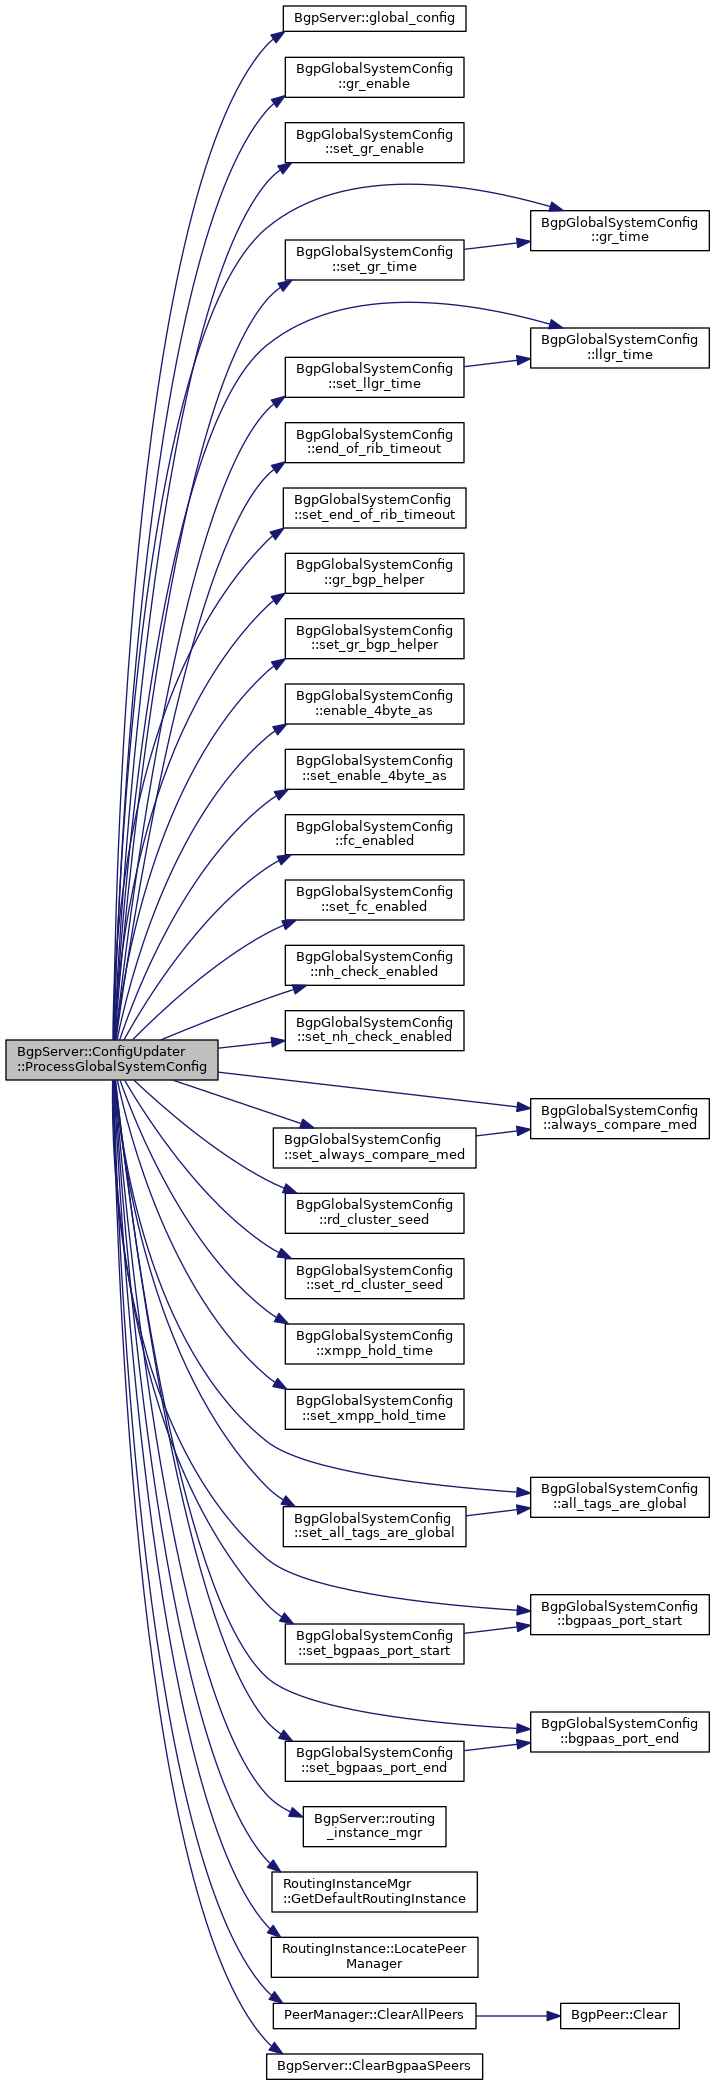 BgpServer::global_config
BgpGlobalSystemConfig
::gr_enable
BgpGlobalSystemConfig
::set_gr_enable
BgpGlobalSystemConfig
::gr_time
BgpGlobalSystemConfig
::set_gr_time
BgpGlobalSystemConfig
::llgr_time
BgpGlobalSystemConfig
::set_llgr_time
BgpGlobalSystemConfig
::end_of_rib_timeout
BgpGlobalSystemConfig
::set_end_of_rib_timeout
BgpGlobalSystemConfig
::gr_bgp_helper
BgpGlobalSystemConfig
::set_gr_bgp_helper
BgpGlobalSystemConfig
::enable_4byte_as
BgpGlobalSystemConfig
::set_enable_4byte_as
BgpGlobalSystemConfig
::fc_enabled
BgpGlobalSystemConfig
::set_fc_enabled
BgpGlobalSystemConfig
::nh_check_enabled
BgpGlobalSystemConfig
::set_nh_check_enabled
BgpServer::ConfigUpdater
::ProcessGlobalSystemConfig
BgpGlobalSystemConfig
::always_compare_med
BgpGlobalSystemConfig
::set_always_compare_med
BgpGlobalSystemConfig
::rd_cluster_seed
BgpGlobalSystemConfig
::set_rd_cluster_seed
BgpGlobalSystemConfig
::xmpp_hold_time
BgpGlobalSystemConfig
::set_xmpp_hold_time
BgpGlobalSystemConfig
::all_tags_are_global
BgpGlobalSystemConfig
::set_all_tags_are_global
BgpGlobalSystemConfig
::bgpaas_port_start
BgpGlobalSystemConfig
::set_bgpaas_port_start
BgpGlobalSystemConfig
::bgpaas_port_end
BgpGlobalSystemConfig
::set_bgpaas_port_end
BgpServer::routing
_instance_mgr
RoutingInstanceMgr
::GetDefaultRoutingInstance
RoutingInstance::LocatePeer
Manager
PeerManager::ClearAllPeers
BgpPeer::Clear
BgpServer::ClearBgpaaSPeers